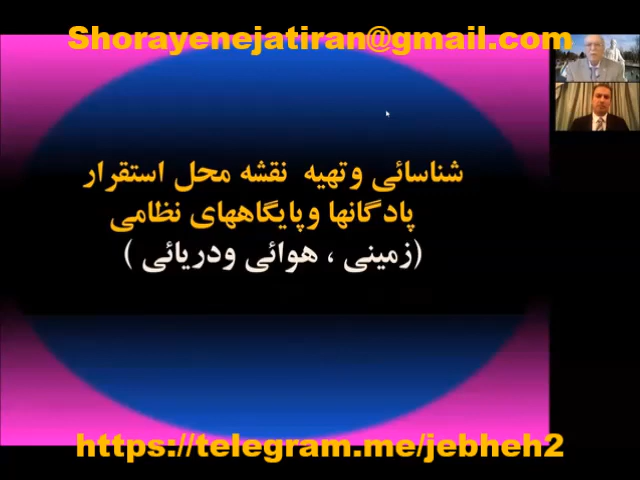 Shorayenejatiran@gmail.com
شناسائی وتهیه نقشه محل استقرار
پادگانها وپایگاههای نظامی
(زمینی ، هوائی ودریائی )
https://telegram.me/jebheh2